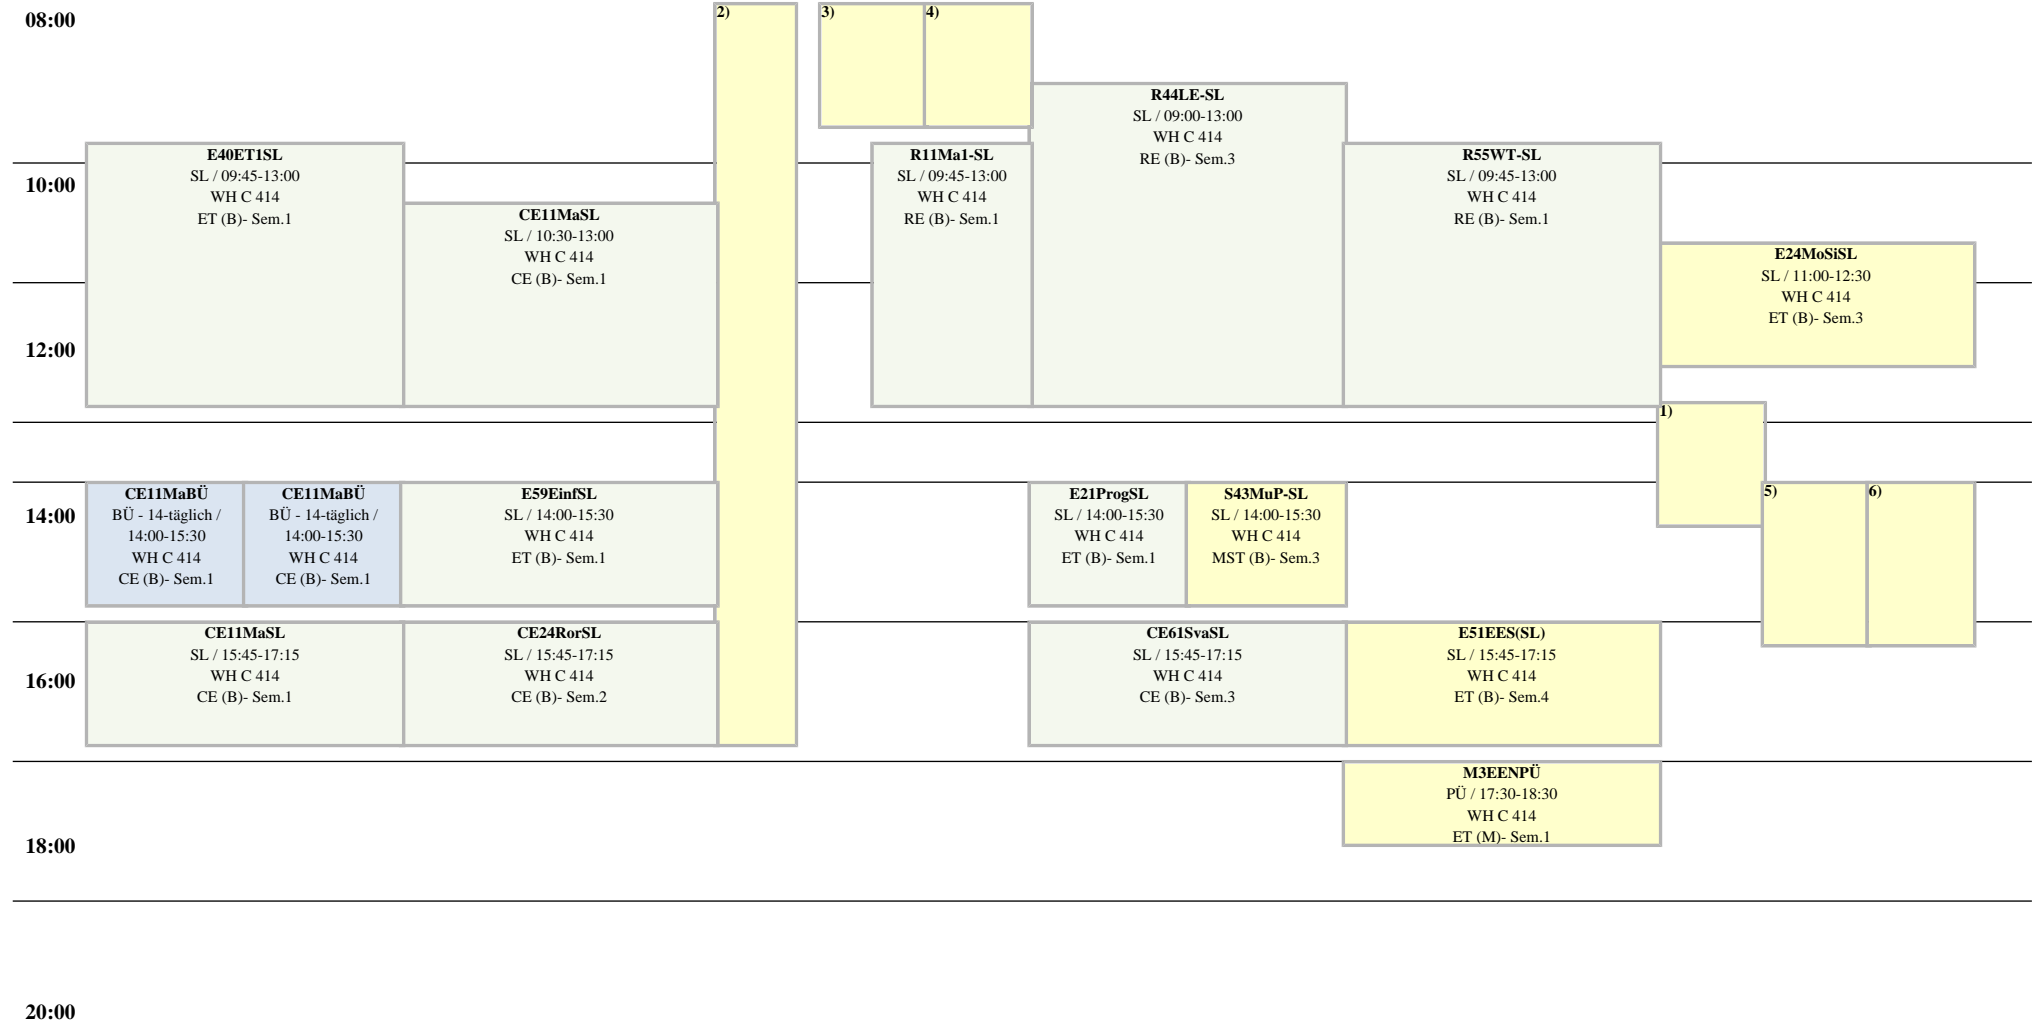 08:00
10:00
12:00
14:00
16:00
18:00
20:00
E40ET1SL
SL / 09:45-13:00
WH C 414
ET (B)- Sem.1
CE11MaSL
SL / 10:30-13:00
WH C 414
CE (B)- Sem.1
2)
3)
4)
R11Ma1-SL
SL / 09:45-13:00
WH C 414
RE (B)- Sem.1
R44LE-SL
SL / 09:00-13:00
WH C 414
RE (B)- Sem.3
R55WT-SL
SL / 09:45-13:00
WH C 414
RE (B)- Sem.1
E24MoSiSL
SL / 11:00-12:30
WH C 414
ET (B)- Sem.3
1)
CE11MaBÜ
BÜ - 14-täglich /
14:00-15:30
WH C 414
CE (B)- Sem.1
CE11MaBÜ
BÜ - 14-täglich /
14:00-15:30
WH C 414
CE (B)- Sem.1
E59EinfSL
SL / 14:00-15:30
WH C 414
ET (B)- Sem.1
E21ProgSL
SL / 14:00-15:30
WH C 414
ET (B)- Sem.1
S43MuP-SL
SL / 14:00-15:30
WH C 414
MST (B)- Sem.3
5)
6)
CE11MaSL
SL / 15:45-17:15
WH C 414
CE (B)- Sem.1
CE24RorSL
SL / 15:45-17:15
WH C 414
CE (B)- Sem.2
CE61SvaSL
SL / 15:45-17:15
WH C 414
CE (B)- Sem.3
E51EES(SL)
SL / 15:45-17:15
WH C 414
ET (B)- Sem.4
M3EENPÜ
PÜ / 17:30-18:30
WH C 414
ET (M)- Sem.1